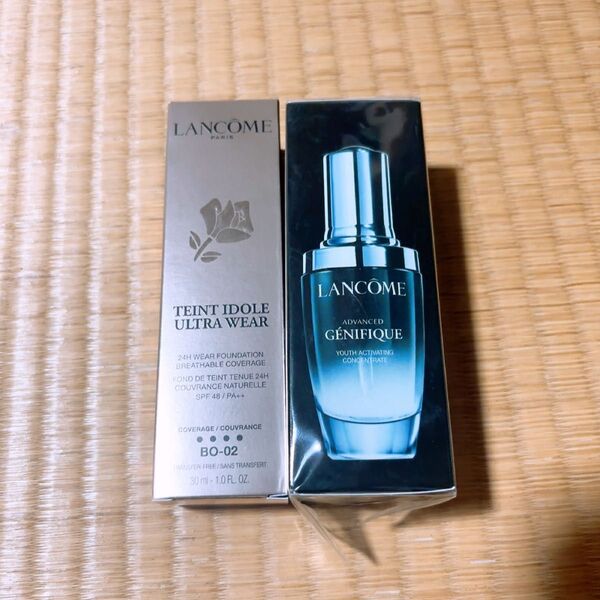 LANCÔME
PARIS
TEINT IDOLE
ULTRA WEAR
24H WEAR FOUNDATION
BREATHABLE COVERAGE
FOND DE TEINT TENUE 24H
COUVRANCE NATURELLE
SPF 48 / PA++
COVERAGE / COUVRANCE
BO-02
TRANSFER-FREE / SANS TRANSFERT
30 ml - 1.0 FL. OZ.
LANCÔME
ADVANCED
GÉNIFIQUE
YOUTH ACTIVATING
CONCENTRATE